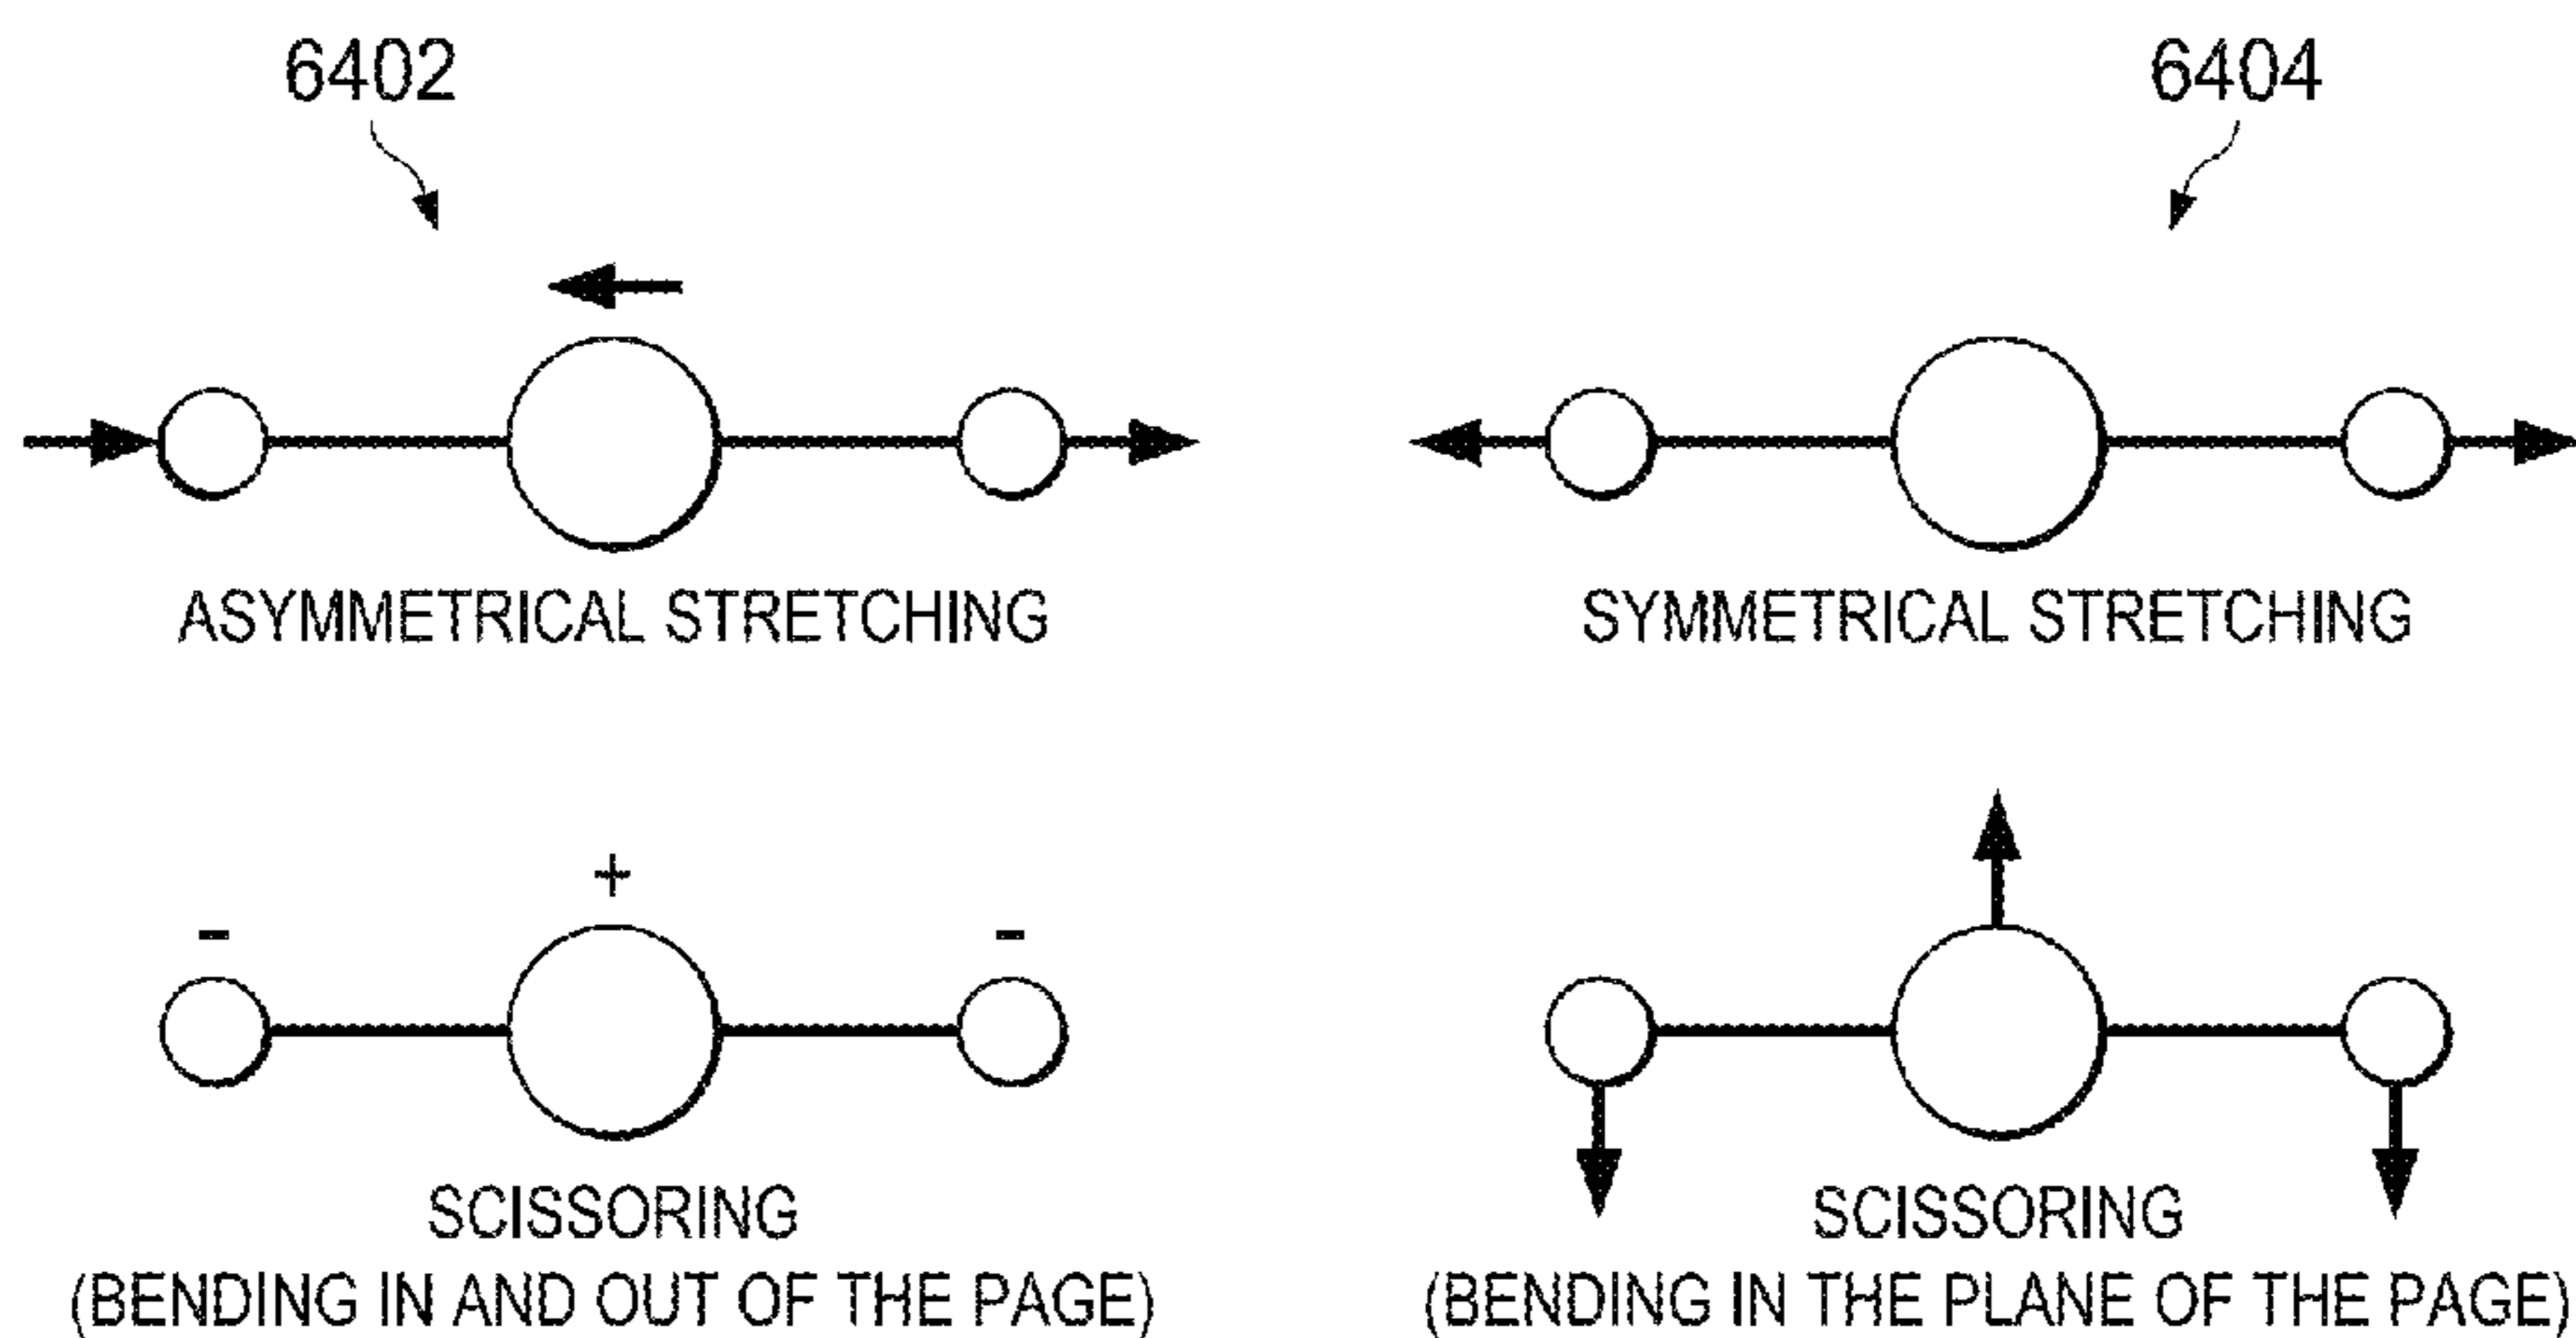 6402
6404
ASYMMETRICAL STRETCHING
SYMMETRICAL STRETCHING
+
-
-
SCISSORING
(BENDING IN AND OUT OF THE PAGE)
SCISSORING
(BENDING IN THE PLANE OF THE PAGE)